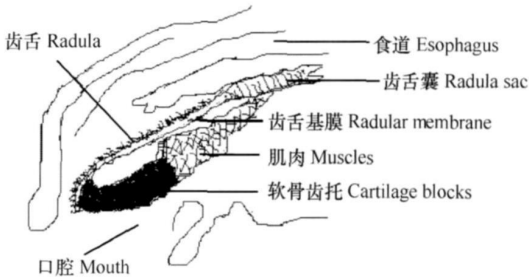 齿舌 Radula
食道 Esophagus
齿舌囊 Radula sac
齿舌基膜 Radular membrane
肌肉 Muscles
软骨齿托 Cartilage blocks
口腔 Mouth